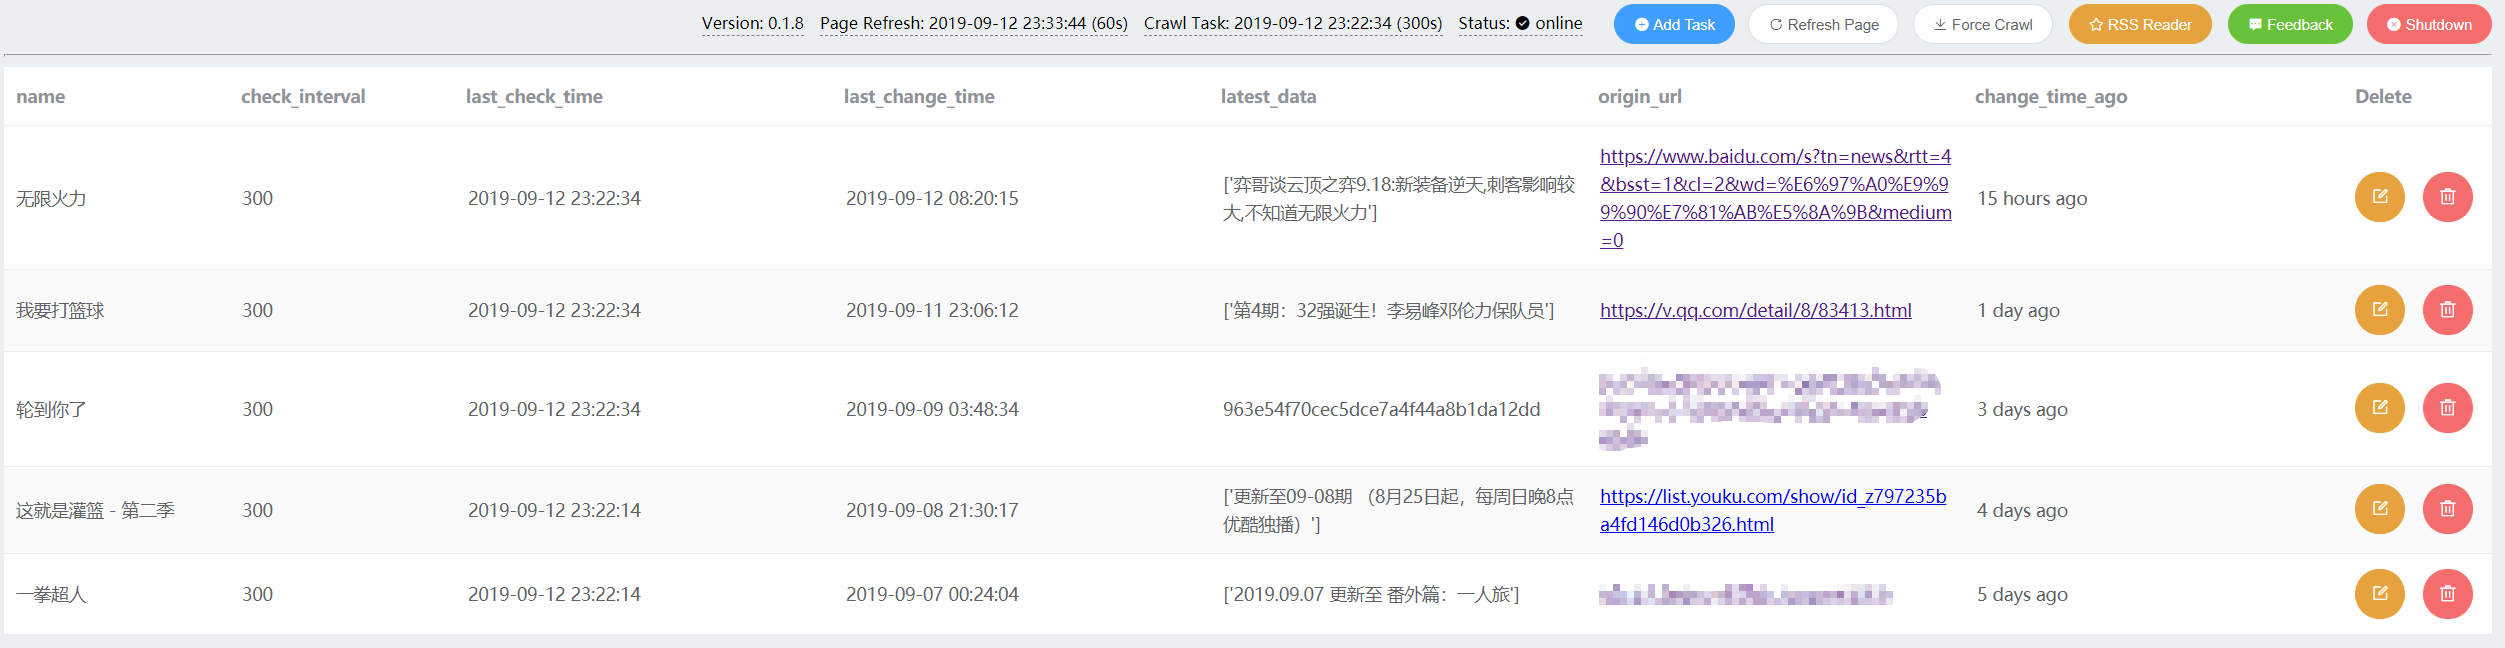 Version: 0.1.8 Page Refresh: 2019-09-12 23:33:44 (60s) Crawl Task: 2019-09-12 23:22:34 (300s) Status: online Add Task Refresh Page Force Crawl RSS Reader Feedback Shutdown
name check_interval last_check_time last_change_time latest_data origin_url change_time_ago Delete
无限火力 300 2019-09-12 23:22:34 2019-09-12 08:20:15
['弈哥谈云顶之弈9.18:新装备逆天,刺客影响较
大,不知道无限火力']
https://www.baidu.com/s?tn=news&rtt=4
&bsst=1&cl=2&wd=%E6%97%A0%E9%9
9%90%E7%81%AB%E5%8A%9B&medium
=0
15 hours ago
我要打篮球 300 2019-09-12 23:22:34 2019-09-11 23:06:12 ['第4期：32强诞生！李易峰邓伦力保队员'] https://v.qq.com/detail/8/83413.html 1 day ago
轮到你了 300 2019-09-12 23:22:34 2019-09-09 03:48:34 963e54f70cec5dce7a4f44a8b1da12dd 3 days ago
这就是灌篮 - 第二季 300 2019-09-12 23:22:14 2019-09-08 21:30:17
['更新至09-08期 （8月25日起，每周日晚8点
优酷独播）']
https://list.youku.com/show/id_z797235b
a4fd146d0b326.html
4 days ago
一拳超人 300 2019-09-12 23:22:14 2019-09-07 00:24:04 ['2019.09.07 更新至 番外篇：一人旅'] 5 days ago